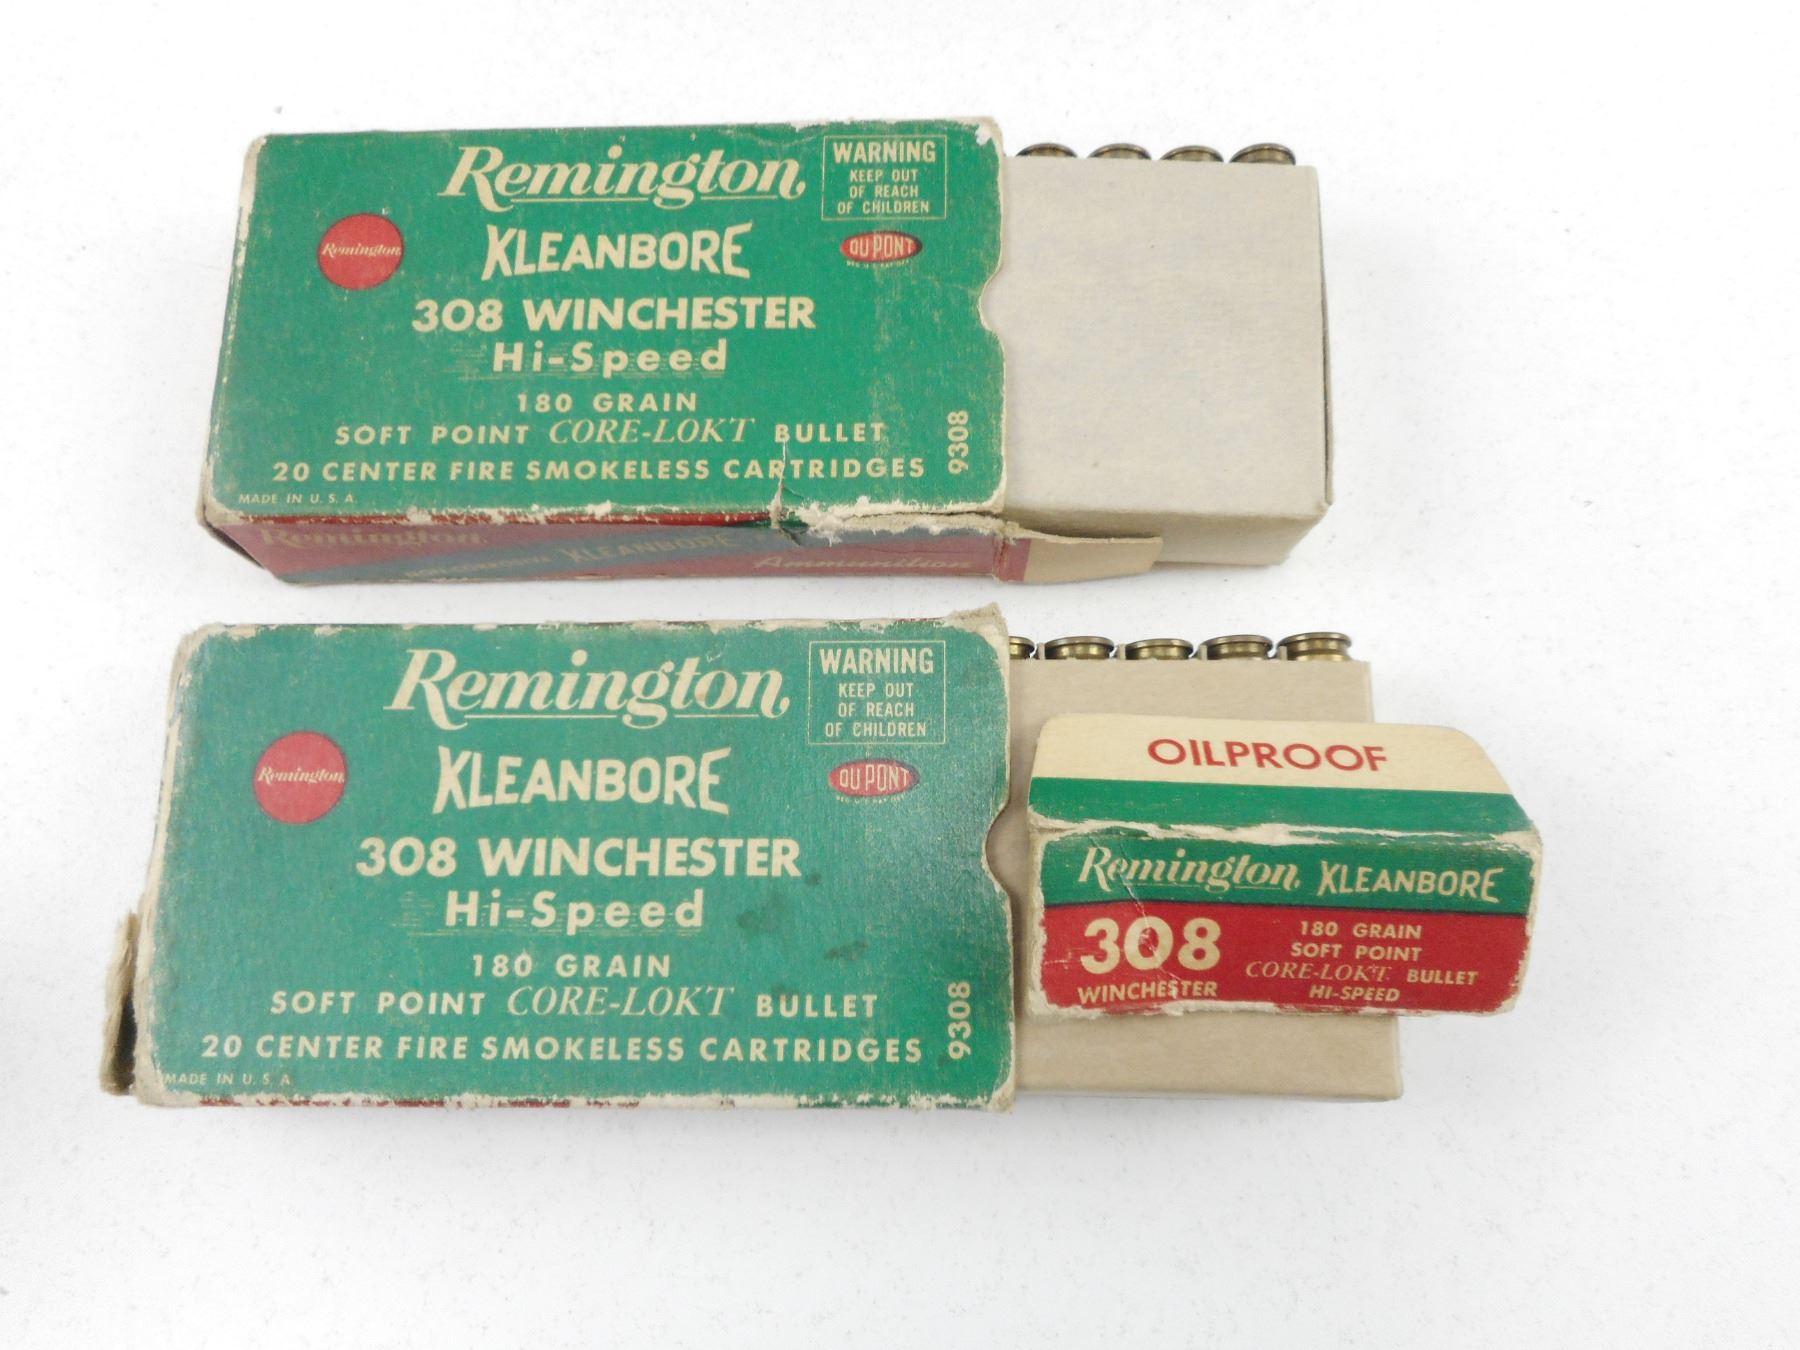 Remington
WARNING
KEEP OUT
OF REACH
OF CHILDREN
Remington
KLEANBORE
DU PONT
308 WINCHESTER
Hi-Speed
180 GRAIN
SOFT POINT CORE-LOKT BULLET
20 CENTER FIRE SMOKELESS CARTRIDGES
9308
MADE IN U.S.A.
Remington
NON-CORROSIVE KLEANBORE
Ammunition
Remington
WARNING
KEEP OUT
OF REACH
OF CHILDREN
Remington
KLEANBORE
DU PONT
308 WINCHESTER
Hi-Speed
180 GRAIN
SOFT POINT CORE-LOKT BULLET
20 CENTER FIRE SMOKELESS CARTRIDGES
9308
MADE IN U.S.A.
OILPROOF
Remington, KLEANBORE
308
WINCHESTER
180 GRAIN
SOFT POINT
CORE-LOKT BULLET
HI-SPEED